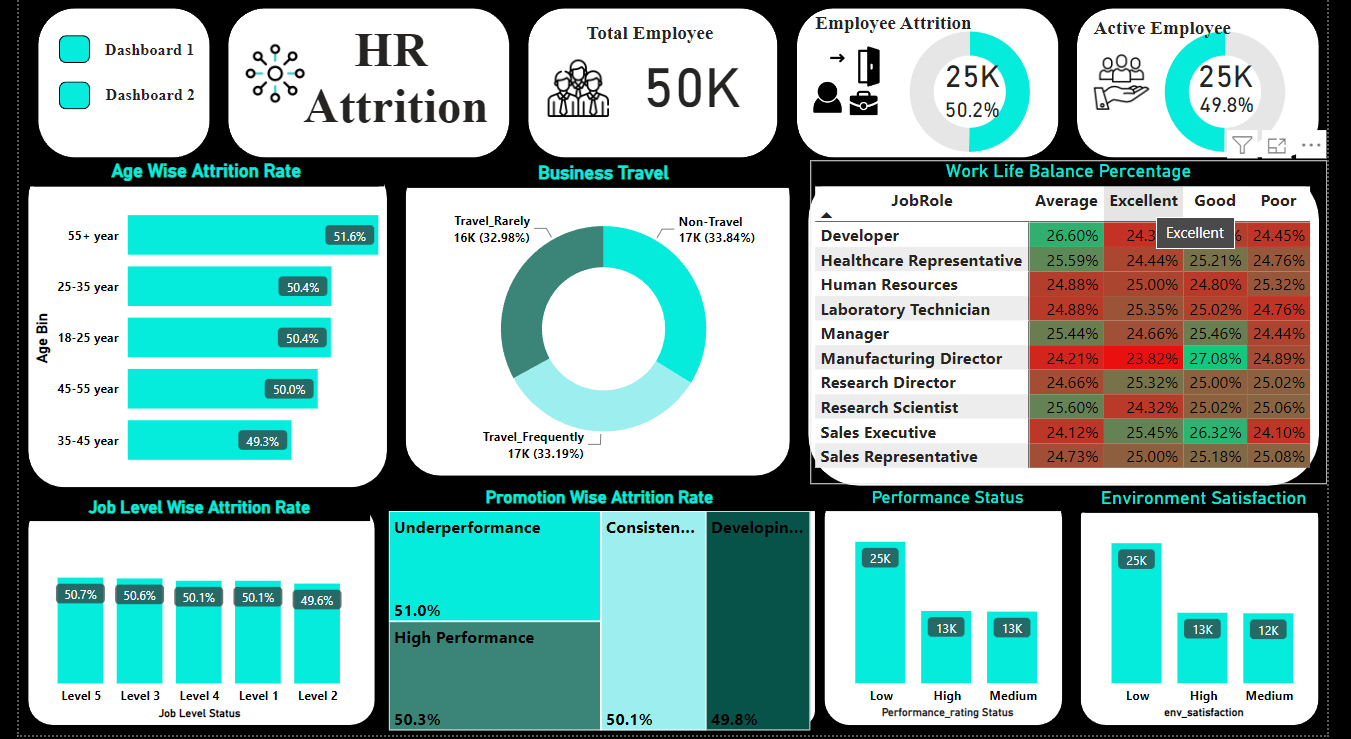 Dashboard 1
Dashboard 2
HR
Attrition
Total Employee
50K
Employee Attrition
25K
50.2%
Active Employee
25K
49.8%
Age Wise Attrition Rate
Age Bin
55+ year 51.6%
25-35 year 50.4%
18-25 year 50.4%
45-55 year 50.0%
35-45 year 49.3%
Business Travel
Travel_Rarely
16K (32.98%)
Non-Travel
17K (33.84%)
Travel_Frequently
17K (33.19%)
Work Life Balance Percentage
JobRole Average Excellent Good Poor
Developer 26.60% 24.45%
Excellent
Healthcare Representative 25.59% 24.44% 25.21% 24.76%
Human Resources 24.88% 25.00% 24.80% 25.32%
Laboratory Technician 24.88% 25.35% 25.02% 24.76%
Manager 25.44% 24.66% 25.46% 24.44%
Manufacturing Director 24.21% 23.82% 27.08% 24.89%
Research Director 24.66% 25.32% 25.00% 25.02%
Research Scientist 25.60% 24.32% 25.02% 25.06%
Sales Executive 24.12% 25.45% 26.32% 24.10%
Sales Representative 24.73% 25.00% 25.18% 25.08%
Job Level Wise Attrition Rate
50.7% 50.6% 50.1% 50.1% 49.6%
Level 5 Level 3 Level 4 Level 1 Level 2
Job Level Status
Promotion Wise Attrition Rate
Underperformance
51.0%
High Performance
50.3%
Consisten...
50.1%
Developin...
49.8%
Performance Status
25K 13K 13K
Low High Medium
Performance_rating Status
Environment Satisfaction
25K 13K 12K
Low High Medium
env_satisfaction